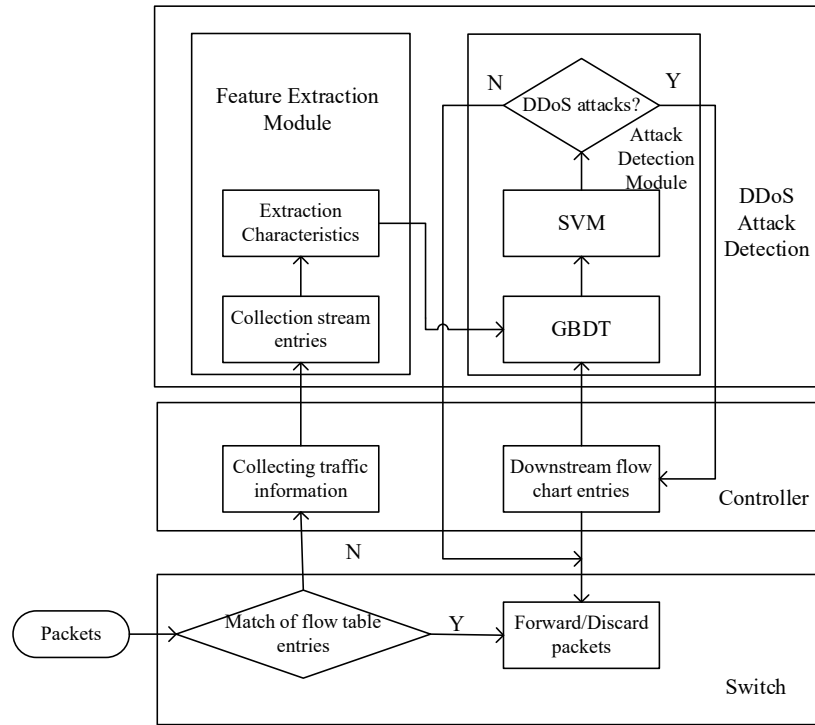 N
Y
Feature Extraction
Module
DDoS attacks?
Attack
Detection
Module
Extraction
Characteristics
SVM
DDoS
Attack
Detection
Collection stream
entries
GBDT
Collecting traffic
information
Downstream flow
chart entries
Controller
N
Packets
Match of flow table
entries
Y
Forward/Discard
packets
Switch